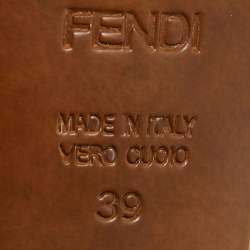 FENDI
MADE IN ITALY
VERO CUOIO
39